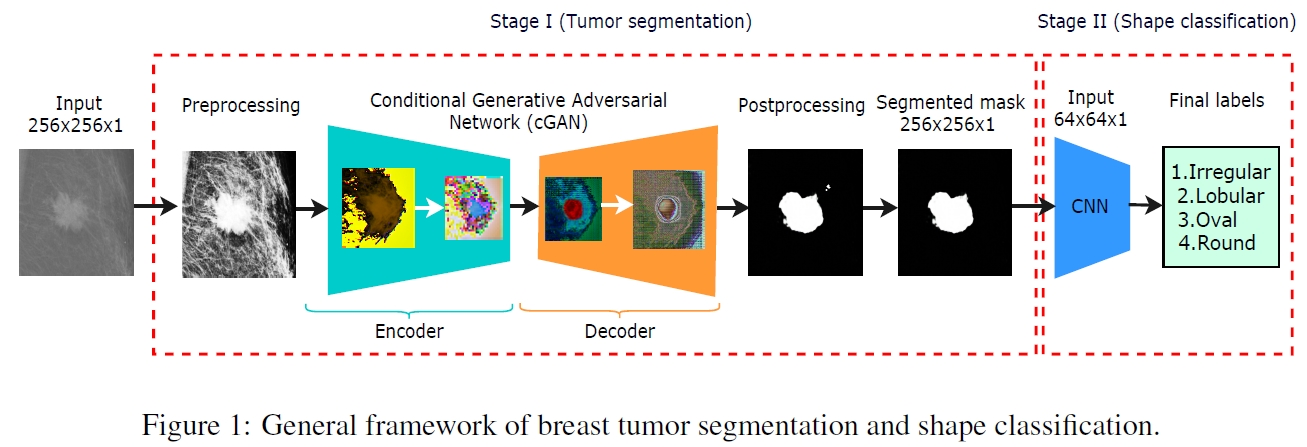 Stage I (Tumor segmentation)
Stage II (Shape classification)
Input
256x256x1
Preprocessing
Conditional Generative Adversarial
Network (cGAN)
Postprocessing
Segmented mask
256x256x1
Input
64x64x1
Final labels
CNN
1.Irregular
2.Lobular
3.Oval
4.Round
Encoder
Decoder
Figure 1: General framework of breast tumor segmentation and shape classification.